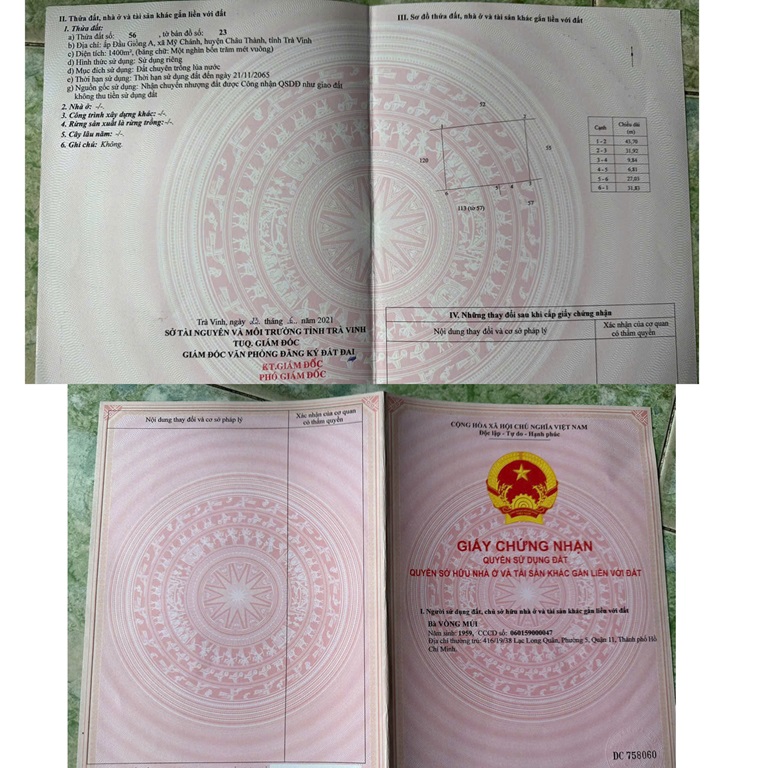 II. Thửa đất, nhà ở và tài sản khác gắn liền với đất
1. Thửa đất:
a) Thửa đất số: 56 , tờ bản đồ số: 23
b) Địa chỉ: ấp Đầu Giồng A, xã Mỹ Chánh, huyện Châu Thành, tỉnh Trà Vinh
c) Diện tích: 1400m², (bằng chữ: Một nghìn bốn trăm mét vuông)
d) Hình thức sử dụng: Sử dụng riêng
đ) Mục đích sử dụng: Đất chuyên trồng lúa nước
e) Thời hạn sử dụng: Thời hạn sử dụng đất đến ngày 21/11/2065
g) Nguồn gốc sử dụng: Nhận chuyển nhượng đất được Công nhận QSDĐ như giao đất
không thu tiền sử dụng đất
2. Nhà ở: -/-
3. Công trình xây dựng khác: -/-
4. Rừng sản xuất là rừng trồng: -/-
5. Cây lâu năm: -/-
6. Ghi chú: Không.
Trà Vinh, ngày tháng năm 2021
SỞ TÀI NGUYÊN VÀ MÔI TRƯỜNG TỈNH TRÀ VINH
TUQ. GIÁM ĐỐC
GIÁM ĐỐC VĂN PHÒNG ĐĂNG KÝ ĐẤT ĐAI
KT.GIÁM ĐỐC
PHÓ GIÁM ĐỐC
III. Sơ đồ thửa đất, nhà ở và tài sản khác gắn liền với đất
52
1 2
120 55
6 5 4 3
113 (từ 57) 57
Cạnh Chiều dài (m)
1 - 2 43,78
2 - 3 31,92
3 - 4 9,84
4 - 5 6,81
5 - 6 27,03
6 - 1 31,83
IV. Những thay đổi sau khi cấp giấy chứng nhận
Nội dung thay đổi và cơ sở pháp lý
Xác nhận của cơ quan
có thẩm quyền
Nội dung thay đổi và cơ sở pháp lý
Xác nhận của cơ quan
có thẩm quyền
CỘNG HÒA XÃ HỘI CHỦ NGHĨA VIỆT NAM
Độc lập - Tự do - Hạnh phúc
GIẤY CHỨNG NHẬN
QUYỀN SỬ DỤNG ĐẤT
QUYỀN SỞ HỮU NHÀ Ở VÀ TÀI SẢN KHÁC GẮN LIỀN VỚI ĐẤT
I. Người sử dụng đất, chủ sở hữu nhà ở và tài sản khác gắn liền với đất
Bà VÒNG MÚI
Năm sinh: 1959, CCCD số: 060159000047
Địa chỉ thường trú: 416/19/38 Lạc Long Quân, Phường 5, Quận 11, Thành phố Hồ
Chí Minh.
DC 758060